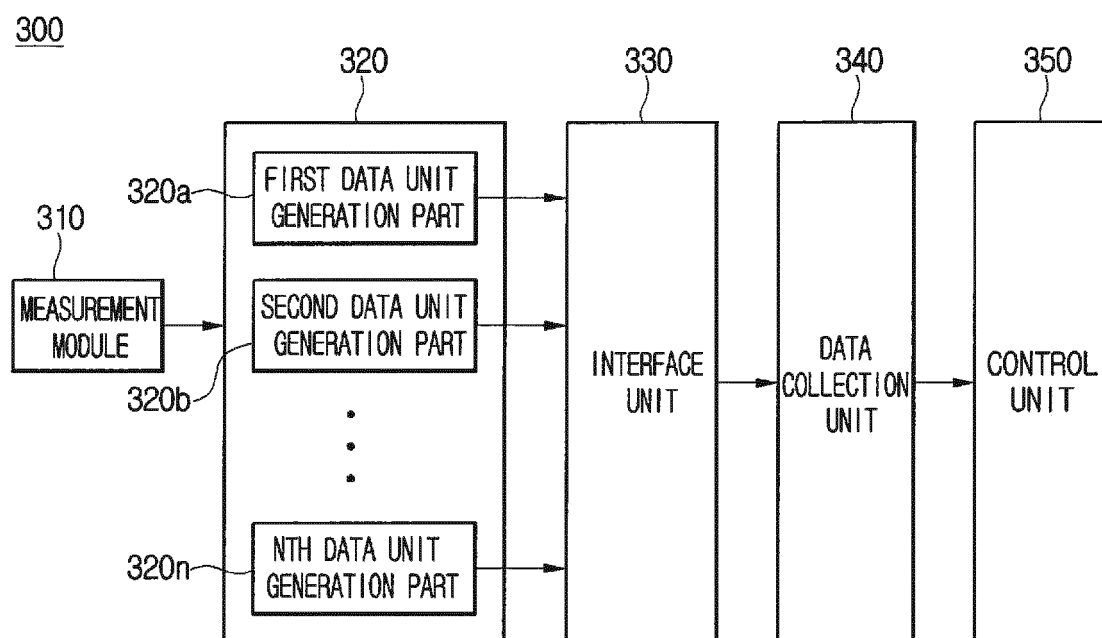 300
320
330
340
350
320a
FIRST DATA UNIT
GENERATION PART
310
MEASUREMENT
MODULE
SECOND DATA UNIT
GENERATION PART
320b
INTERFACE
UNIT
DATA
COLLECTION
UNIT
CONTROL
UNIT
320n
NTH DATA UNIT
GENERATION PART